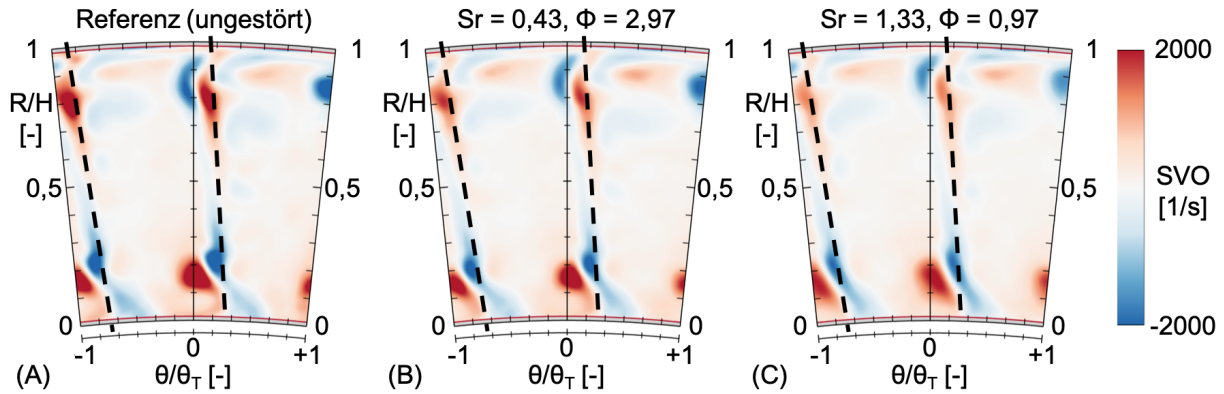 Referenz (ungestört)
Sr = 0,43, Φ = 2,97
Sr = 1,33, Φ = 0,97
1
1
R/H
[-]
0,5
0,5
0
0
-1
0
+1
(A)
θ/θT [-]
1
1
R/H
[-]
0,5
0,5
0
0
-1
0
+1
(B)
θ/θT [-]
1
1
R/H
[-]
0,5
0,5
0
0
-1
0
+1
(C)
θ/θT [-]
2000
SVO
[1/s]
-2000